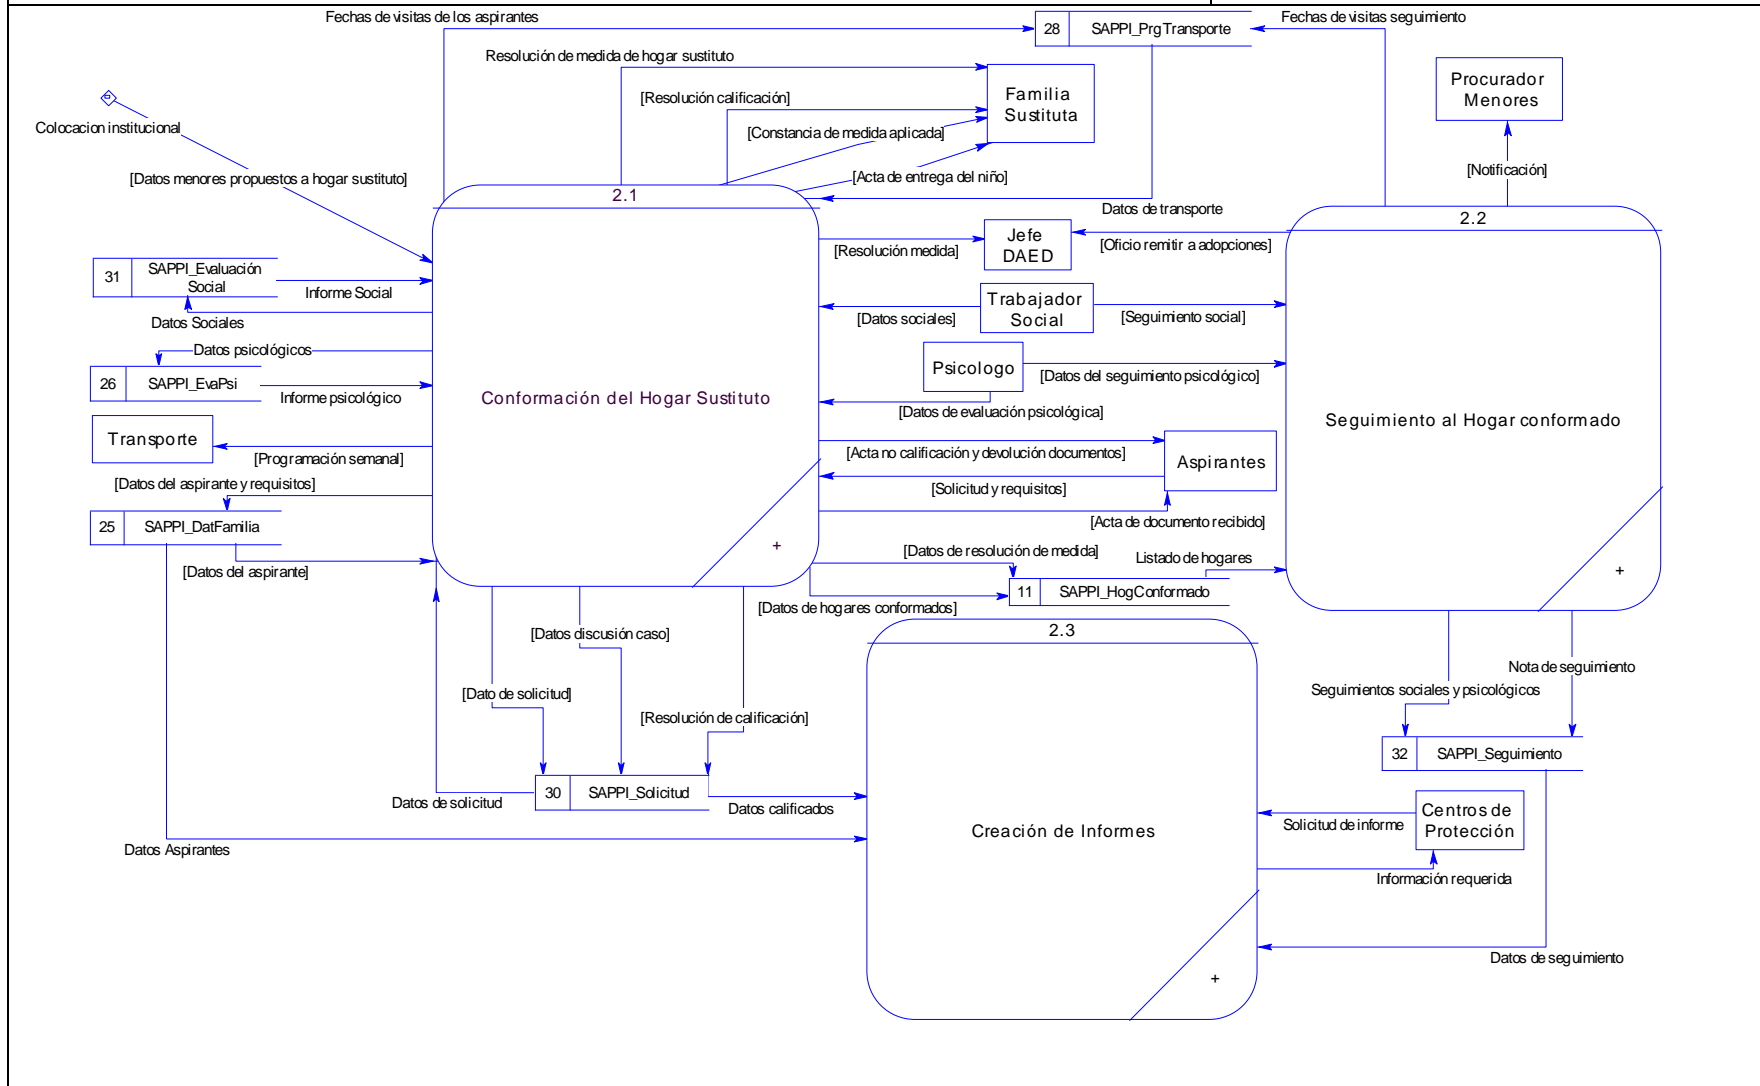 Fechas de visitas de los aspirantes
Fechas de visitas seguimiento
28
SAPPI_PrgTransporte
Resolución de medida de hogar sustituto
Familia
Sustituta
Procurador
Menores
[Resolución calificación]
Colocacion institucional
[Constancia de medida aplicada]
[Notificación]
[Datos menores propuestos a hogar sustituto]
[Acta de entrega del niño]
2.1
Datos de transporte
2.2
Jefe
DAED
[Resolución medida]
[Oficio remitir a adopciones]
31
SAPPI_Evaluación
Social
Informe Social
Trabajador
Social
Datos Sociales
[Datos sociales]
[Seguimiento social]
Datos psicológicos
26
SAPPI_EvaPsi
Informe psicológico
Psicologo
[Datos del seguimiento psicológico]
Conformación del Hogar Sustituto
[Datos de evaluación psicológica]
Seguimiento al Hogar conformado
Transporte
[Programación semanal]
[Acta no calificación y devolución documentos]
Aspirantes
[Datos del aspirante y requisitos]
[Solicitud y requisitos]
25
SAPPI_DatFamilia
[Acta de documento recibido]
+
[Datos del aspirante]
[Datos de resolución de medida]
Listado de hogares
+
11
SAPPI_HogConformado
[Datos de hogares conformados]
[Datos discusión caso]
2.3
Nota de seguimiento
[Dato de solicitud]
Seguimientos sociales y psicológicos
[Resolución de calificación]
32
SAPPI_Seguimiento
30
SAPPI_Solicitud
Datos de solicitud
Datos calificados
Centros de
Protección
Solicitud de informe
Creación de Informes
Datos Aspirantes
Información requerida
Datos de seguimiento
+